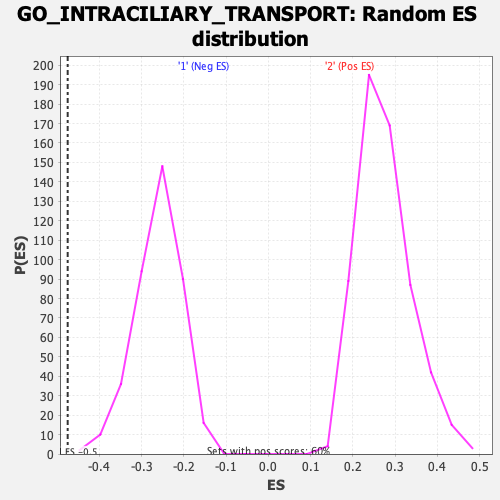 GO_INTRACILIARY_TRANSPORT: Random ES
distribution
'1' (Neg ES)
'2' (Pos ES)
200
190
180
170
160
150
140
130
120
110
100
90
80
70
60
50
40
30
20
10
0
P(ES)
ES -0.5
Sets with pos scores: 60%
-0.4 -0.3 -0.2 -0.1 0.0 0.1 0.2 0.3 0.4 0.5
ES